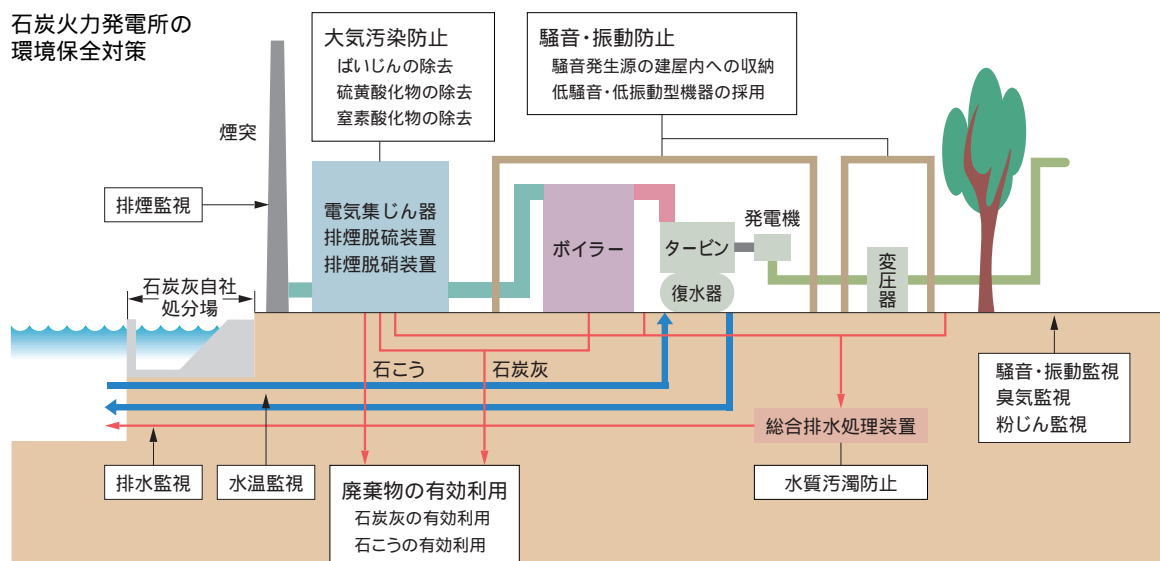 石炭火力発電所の
環境保全対策
大気汚染防止
ばいじんの除去
硫黄酸化物の除去
窒素酸化物の除去
騒音・振動防止
騒音発生源の建屋内への収納
低騒音・低振動型機器の採用
煙突
排煙監視
電気集じん器
排煙脱硫装置
排煙脱硝装置
ボイラー
タービン
発電機
復水器
変圧器
石炭灰自社
処分場
石こう
石炭灰
騒音・振動監視
臭気監視
粉じん監視
総合排水処理装置
排水監視
水温監視
廃棄物の有効利用
石炭灰の有効利用
石こうの有効利用
水質汚濁防止